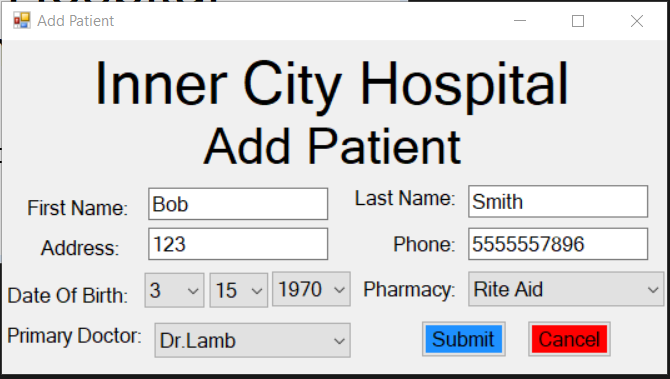 Add Patient
Inner City Hospital
Add Patient
First Name: Bob Last Name: Smith
Address: 123 Phone: 5555557896
Date Of Birth: 3 15 1970 Pharmacy: Rite Aid
Primary Doctor: Dr.Lamb Submit Cancel